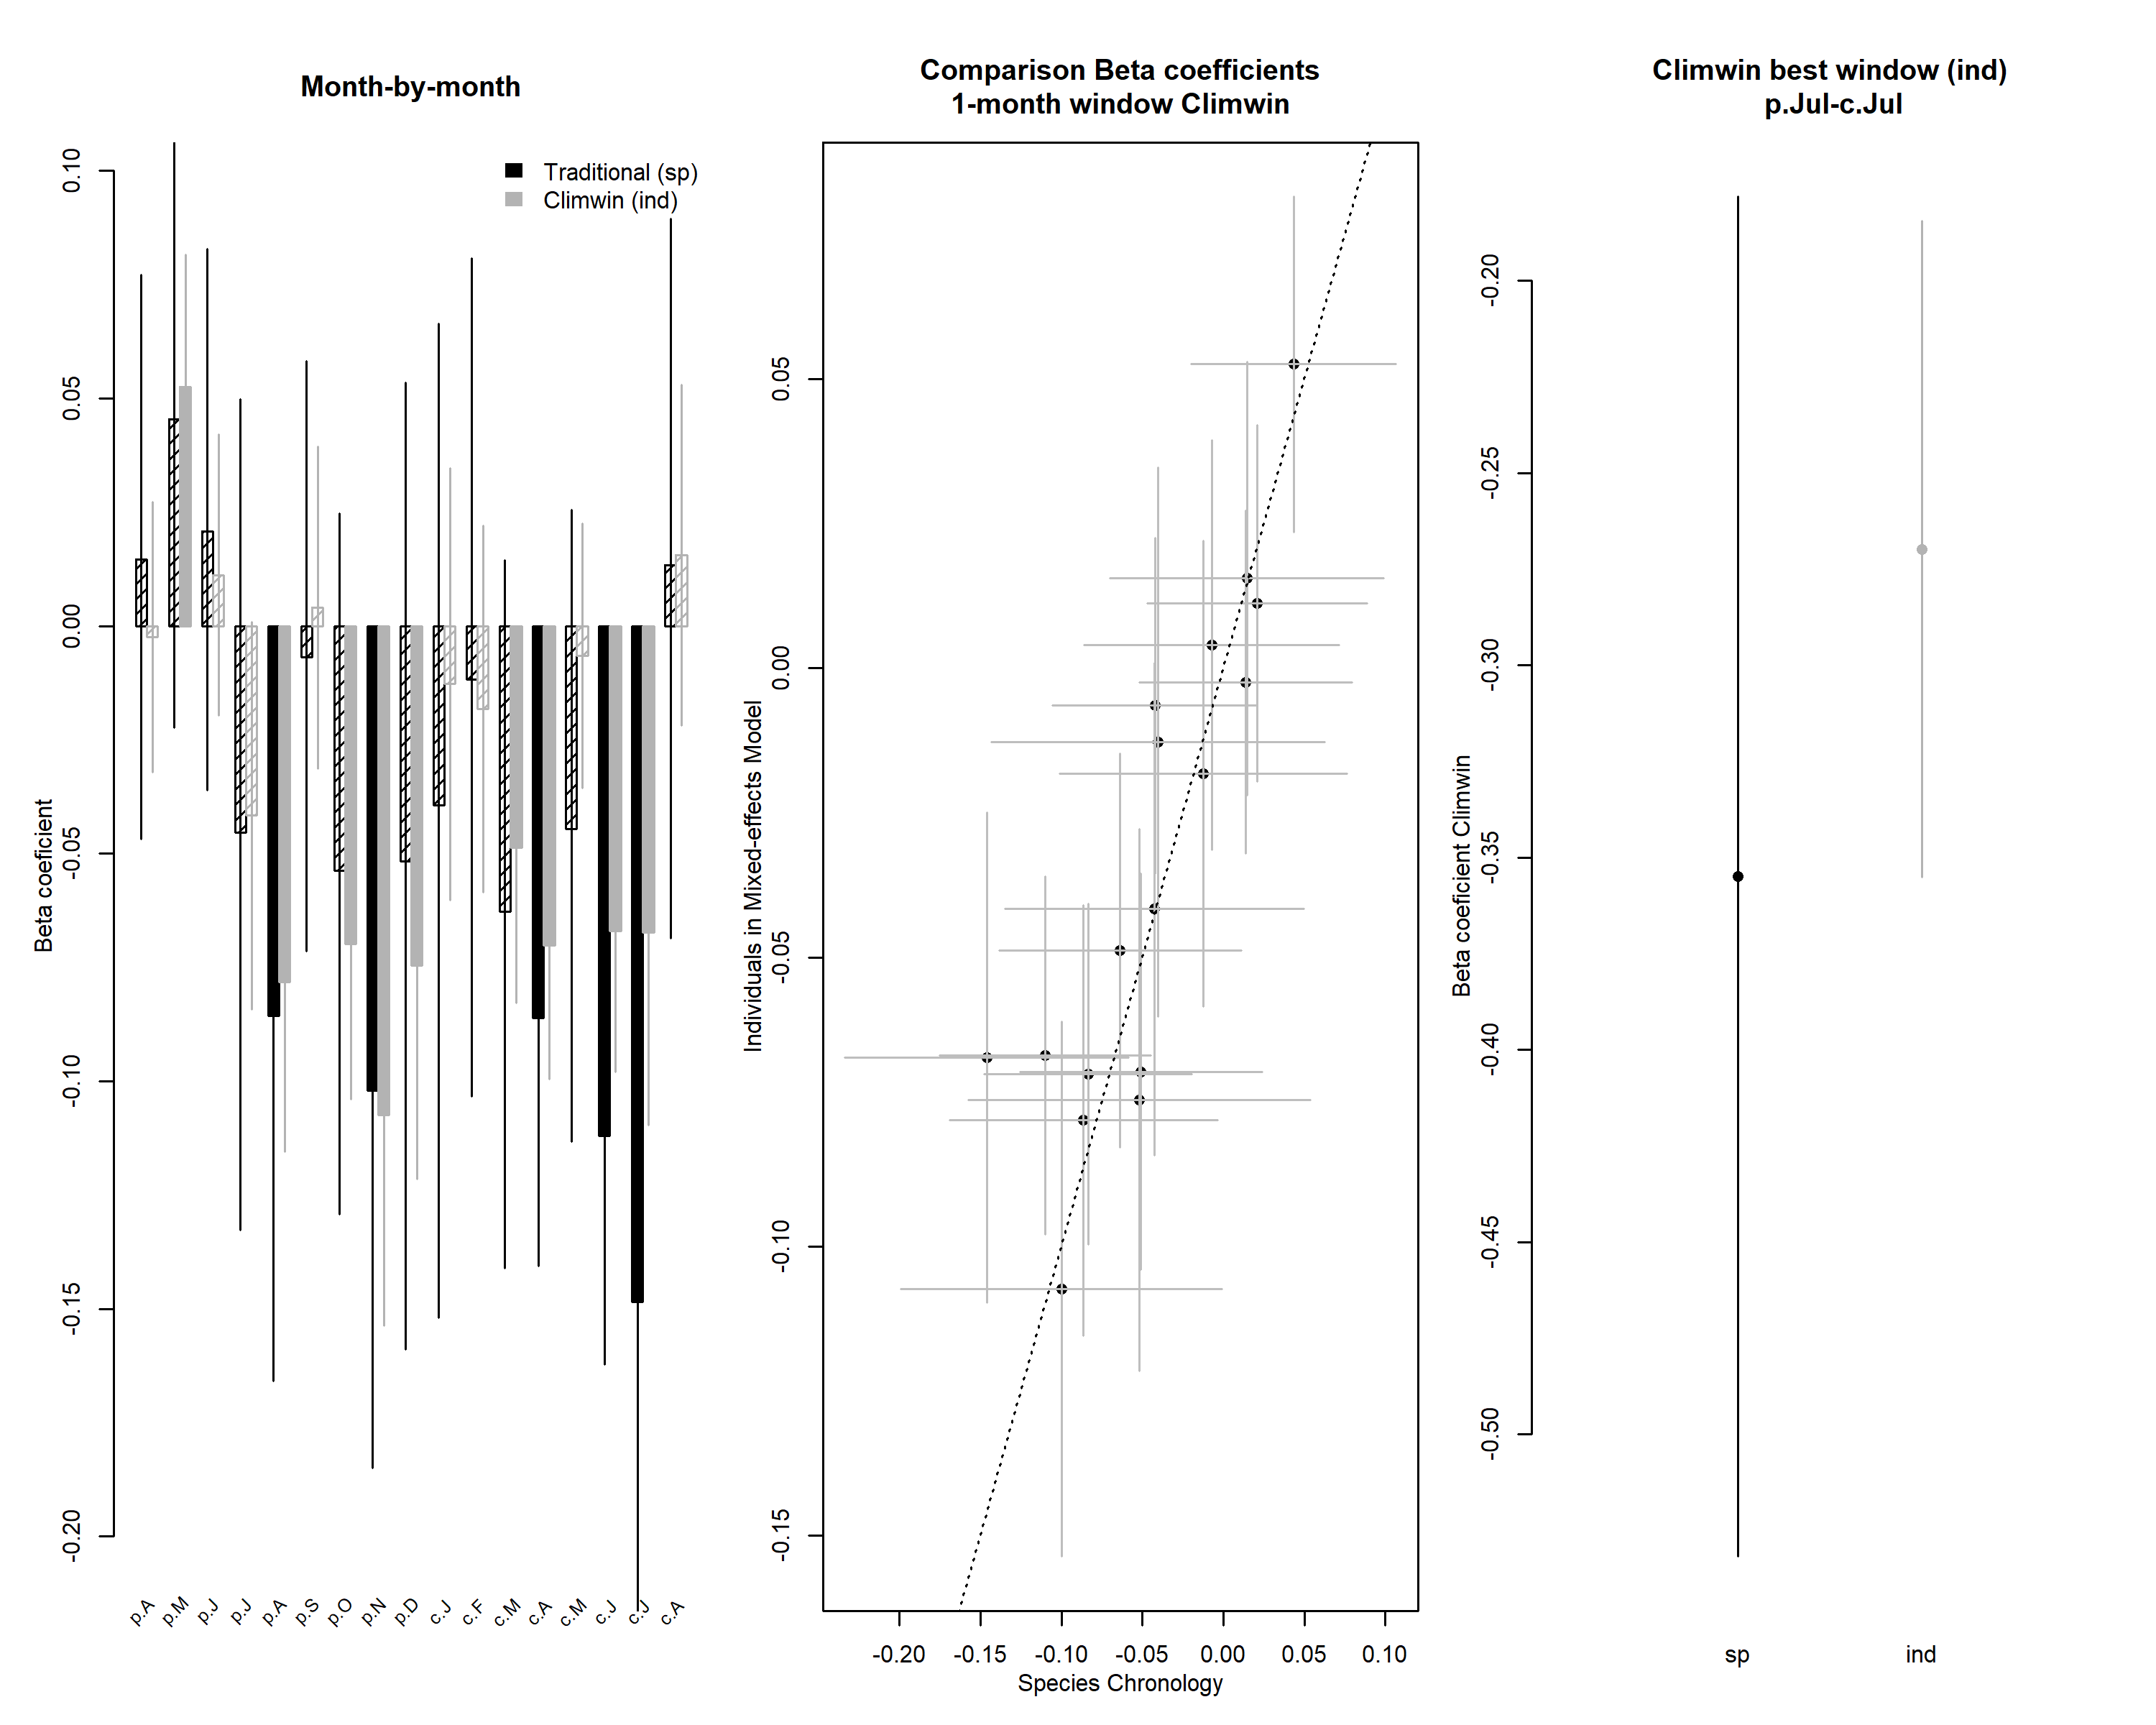 Month-by-month
Traditional (sp)
Climwin (ind)
Beta coeficient
0.10
0.05
0.00
-0.05
-0.10
-0.15
-0.20
p.A
p.M
p.J
p.J
p.A
p.S
p.O
p.N
p.D
c.J
c.F
c.M
c.A
c.M
c.J
c.J
c.A
Comparison Beta coefficients
1-month window Climwin
Individuals in Mixed-effects Model
0.05
0.00
-0.05
-0.10
-0.15
-0.20 -0.15 -0.10 -0.05 0.00 0.05 0.10
Species Chronology
Climwin best window (ind)
p.Jul-c.Jul
Beta coeficient Climwin
-0.20
-0.25
-0.30
-0.35
-0.40
-0.45
-0.50
sp
ind